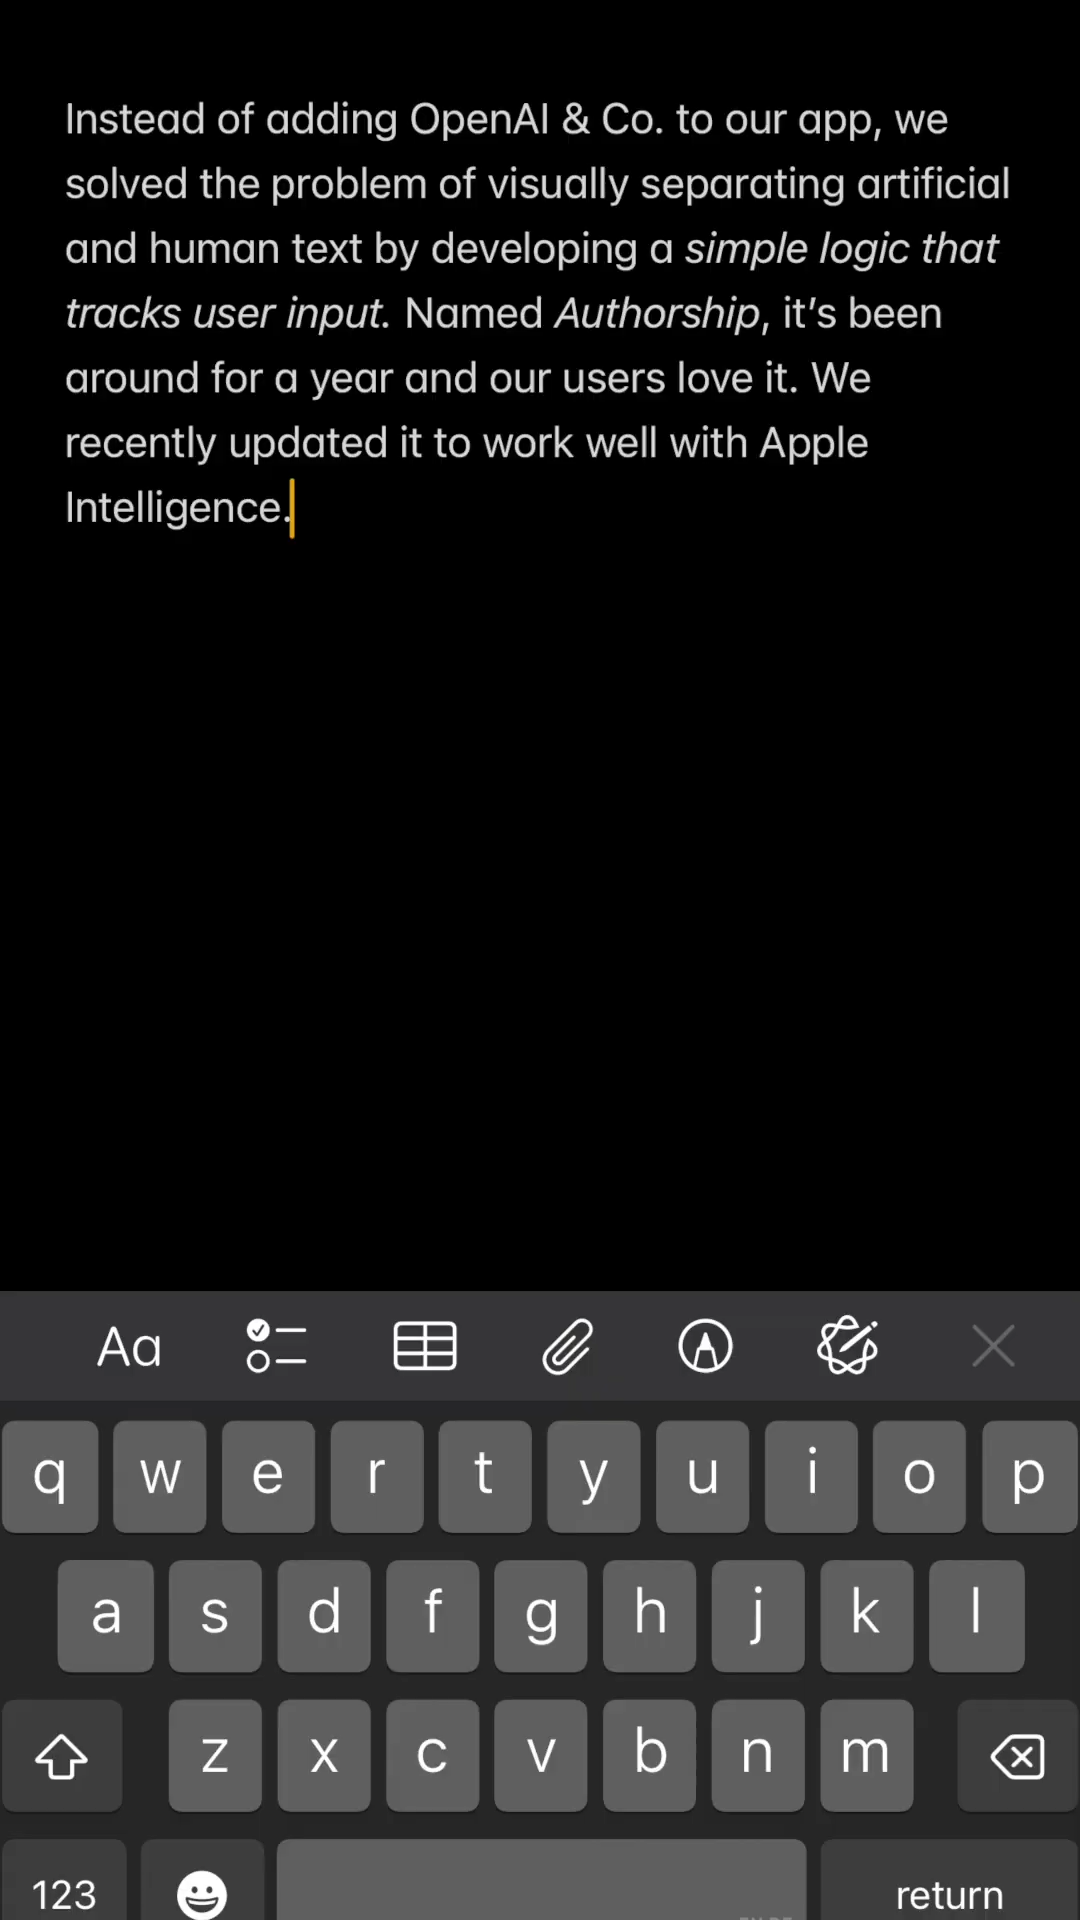 Instead of adding OpenAI & Co. to our app, we
solved the problem of visually separating artificial
and human text by developing a simple logic that
tracks user input. Named Authorship, it’s been
around for a year and our users love it. We
recently updated it to work well with Apple
Intelligence.
Aa
q w e r t y u i o p
a s d f g h j k l
z x c v b n m
123 return